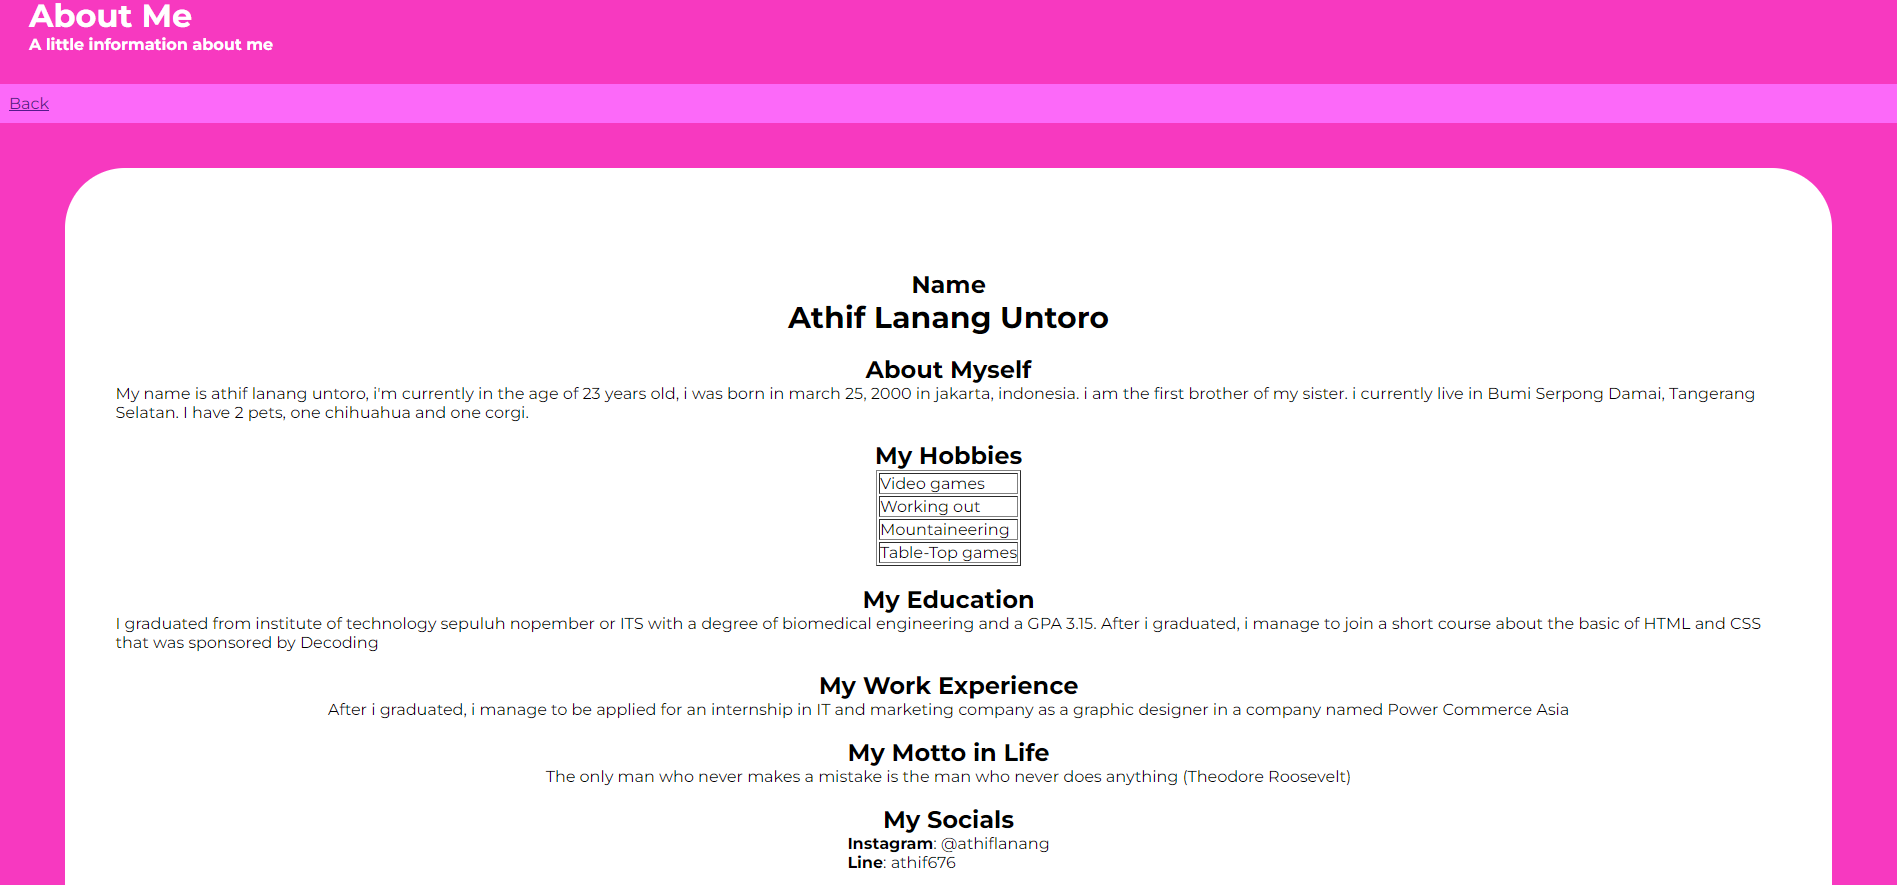 About Me
A little information about me
Back
Name
Athif Lanang Untoro
About Myself
My name is athif lanang untoro, i'm currently in the age of 23 years old, i was born in march 25, 2000 in jakarta, indonesia. i am the first brother of my sister. i currently live in Bumi Serpong Damai, Tangerang
Selatan. I have 2 pets, one chihuahua and one corgi.
My Hobbies
Video games
Working out
Mountaineering
Table-Top games
My Education
I graduated from institute of technology sepuluh nopember or ITS with a degree of biomedical engineering and a GPA 3.15. After i graduated, i manage to join a short course about the basic of HTML and CSS
that was sponsored by Decoding
My Work Experience
After i graduated, i manage to be applied for an internship in IT and marketing company as a graphic designer in a company named Power Commerce Asia
My Motto in Life
The only man who never makes a mistake is the man who never does anything (Theodore Roosevelt)
My Socials
Instagram: @athiflanang
Line: athif676